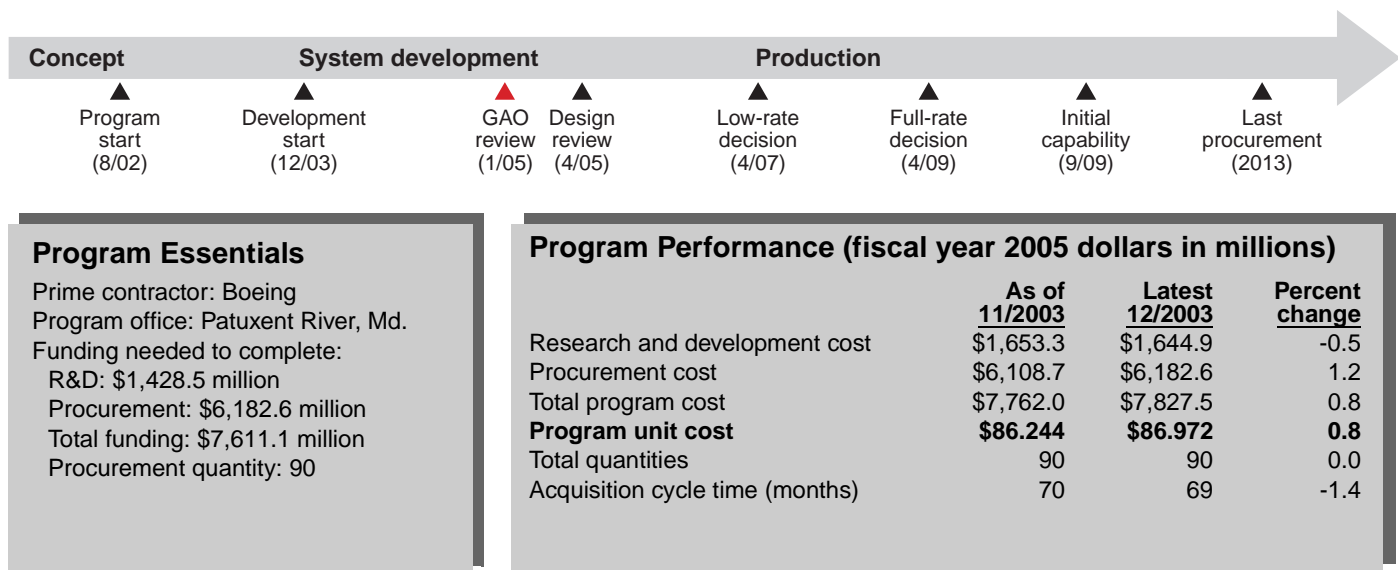 Concept System development Production
Program start (8/02)
Development start (12/03)
GAO review (1/05)
Design review (4/05)
Low-rate decision (4/07)
Full-rate decision (4/09)
Initial capability (9/09)
Last procurement (2013)
Program Essentials
Prime contractor: Boeing
Program office: Patuxent River, Md.
Funding needed to complete:
R&D: $1,428.5 million
Procurement: $6,182.6 million
Total funding: $7,611.1 million
Procurement quantity: 90
Program Performance (fiscal year 2005 dollars in millions)
As of 11/2003 Latest 12/2003 Percent change
Research and development cost $1,653.3 $1,644.9 -0.5
Procurement cost $6,108.7 $6,182.6 1.2
Total program cost $7,762.0 $7,827.5 0.8
Program unit cost $86.244 $86.972 0.8
Total quantities 90 90 0.0
Acquisition cycle time (months) 70 69 -1.4